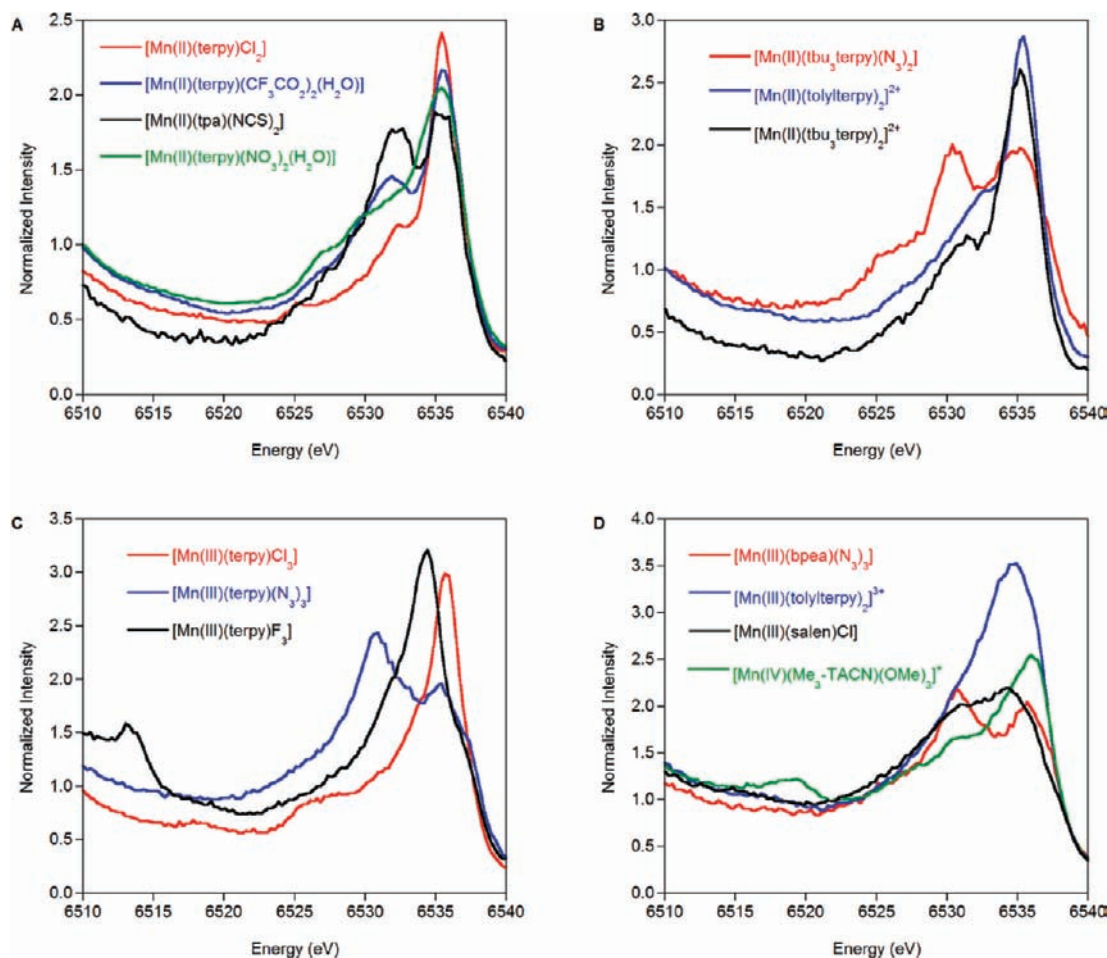 A
2.5
2.0
1.5
1.0
0.5
0.0
Normalized Intensity
[Mn(II)(terpy)Cl2]
[Mn(II)(terpy)(CF3CO2)2(H2O)]
[Mn(II)(tpa)(NCS)2]
[Mn(II)(terpy)(NO3)2(H2O)]
6510 6515 6520 6525 6530 6535 6540
Energy (eV)
B
3.0
2.5
2.0
1.5
1.0
0.5
0.0
Normalized Intensity
[Mn(II)(tbu3terpy)(N3)2]
[Mn(II)(tolylterpy)2]2+
[Mn(II)(tbu3terpy)2]2+
6510 6515 6520 6525 6530 6535 6540
Energy (eV)
C
3.5
3.0
2.5
2.0
1.5
1.0
0.5
0.0
Normalized Intensity
[Mn(III)(terpy)Cl3]
[Mn(III)(terpy)(N3)3]
[Mn(III)(terpy)F3]
6510 6515 6520 6525 6530 6535 6540
Energy (eV)
D
4.0
3.5
3.0
2.5
2.0
1.5
1.0
0.5
0.0
Normalized Intensity
[Mn(III)(bpea)(N3)3]
[Mn(III)(tolylterpy)2]3+
[Mn(III)(salen)Cl]
[Mn(IV)(Me3-TACN)(OMe)3]+
6510 6515 6520 6525 6530 6535 6540
Energy (eV)